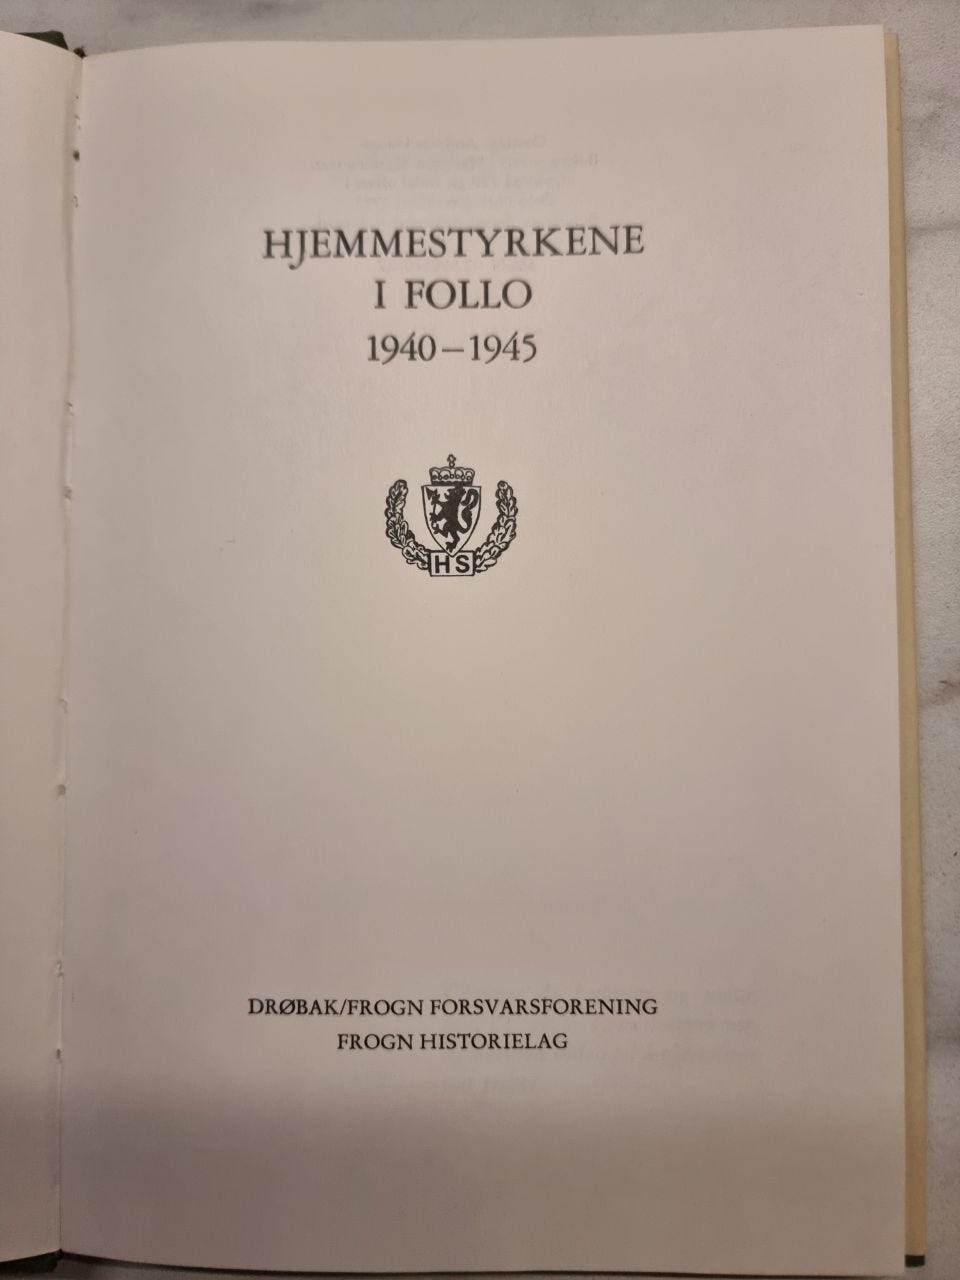 HJEMMESTYRKENE
I FOLLO
1940–1945
HS
DRØBAK/FROGN FORSVARSFORENING
FROGN HISTORIELAG